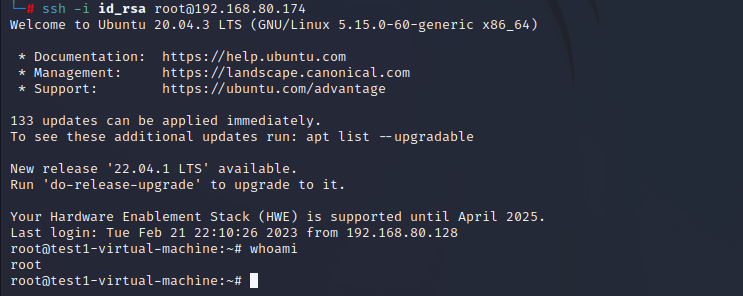 └─# ssh -i id_rsa root@192.168.80.174
Welcome to Ubuntu 20.04.3 LTS (GNU/Linux 5.15.0-60-generic x86_64)
* Documentation: https://help.ubuntu.com
* Management: https://landscape.canonical.com
* Support: https://ubuntu.com/advantage
133 updates can be applied immediately.
To see these additional updates run: apt list --upgradable
New release '22.04.1 LTS' available.
Run 'do-release-upgrade' to upgrade to it.
Your Hardware Enablement Stack (HWE) is supported until April 2025.
Last login: Tue Feb 21 22:10:26 2023 from 192.168.80.128
root@test1-virtual-machine:~# whoami
root
root@test1-virtual-machine:~#